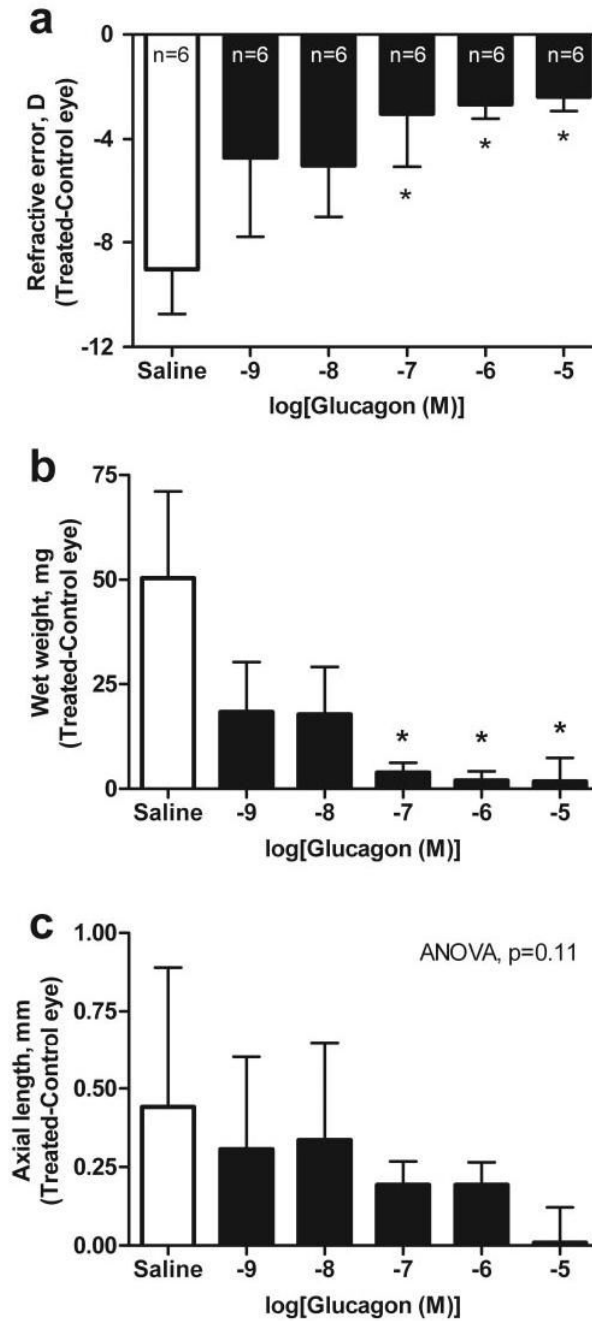 a
Refractive error, D
(Treated-Control eye)
0
-4
-8
-12
n=6 n=6 n=6 n=6 n=6 n=6
* * *
Saline -9 -8 -7 -6 -5
log[Glucagon (M)]
b
Wet weight, mg
(Treated-Control eye)
75
50
25
0
* * *
Saline -9 -8 -7 -6 -5
log[Glucagon (M)]
c
Axial length, mm
(Treated-Control eye)
1.00
0.75
0.50
0.25
0.00
ANOVA, p=0.11
Saline -9 -8 -7 -6 -5
log[Glucagon (M)]